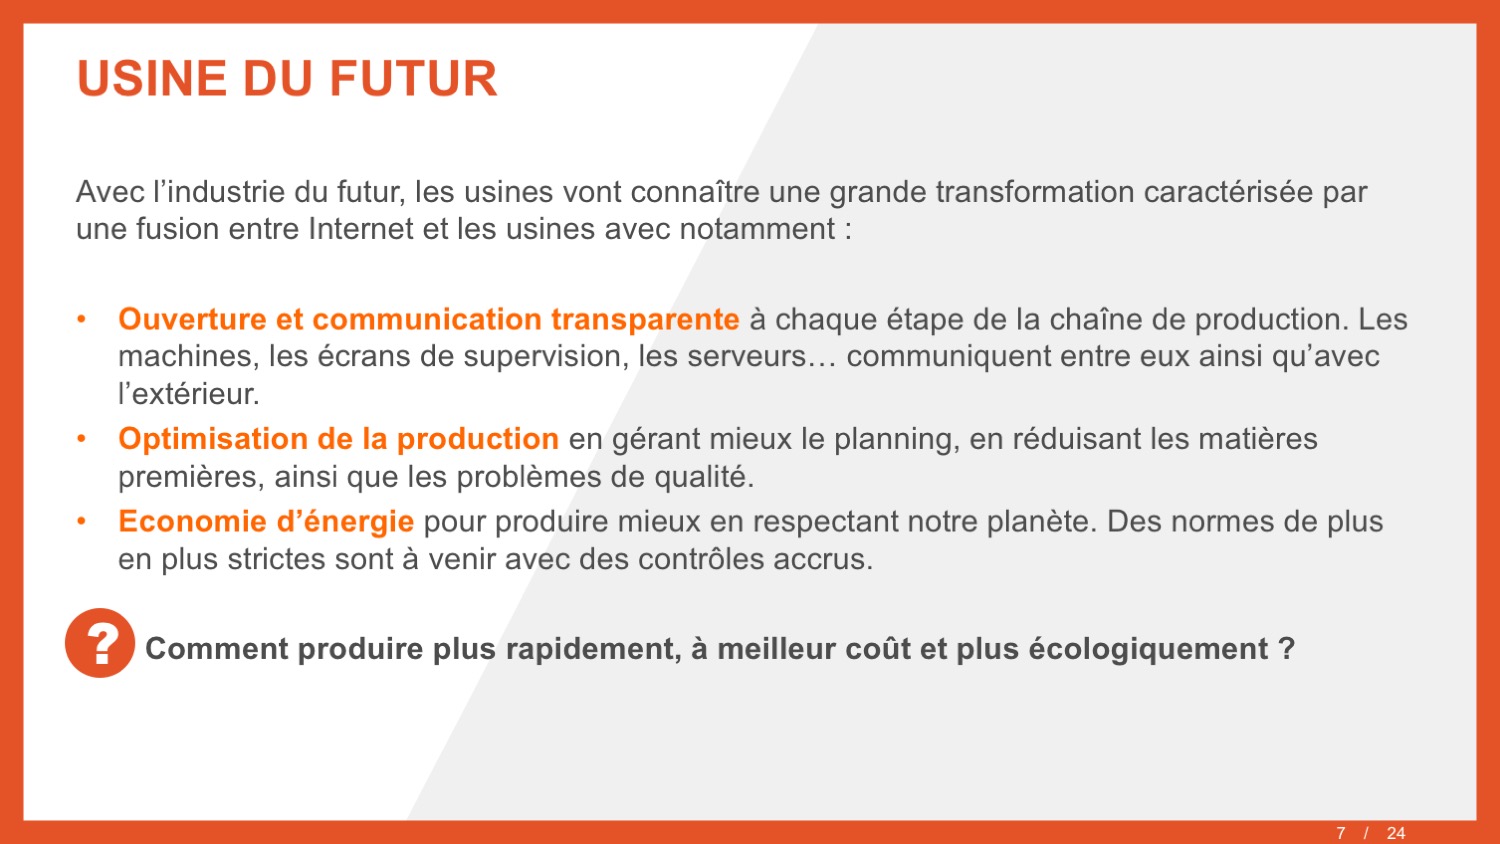 USINE DU FUTUR
Avec l’industrie du futur, les usines vont connaître une grande transformation caractérisée par
une fusion entre Internet et les usines avec notamment :
• Ouverture et communication transparente à chaque étape de la chaîne de production. Les
machines, les écrans de supervision, les serveurs… communiquent entre eux ainsi qu’avec
l’extérieur.
• Optimisation de la production en gérant mieux le planning, en réduisant les matières
premières, ainsi que les problèmes de qualité.
• Economie d’énergie pour produire mieux en respectant notre planète. Des normes de plus
en plus strictes sont à venir avec des contrôles accrus.
? Comment produire plus rapidement, à meilleur coût et plus écologiquement ?
7 / 24